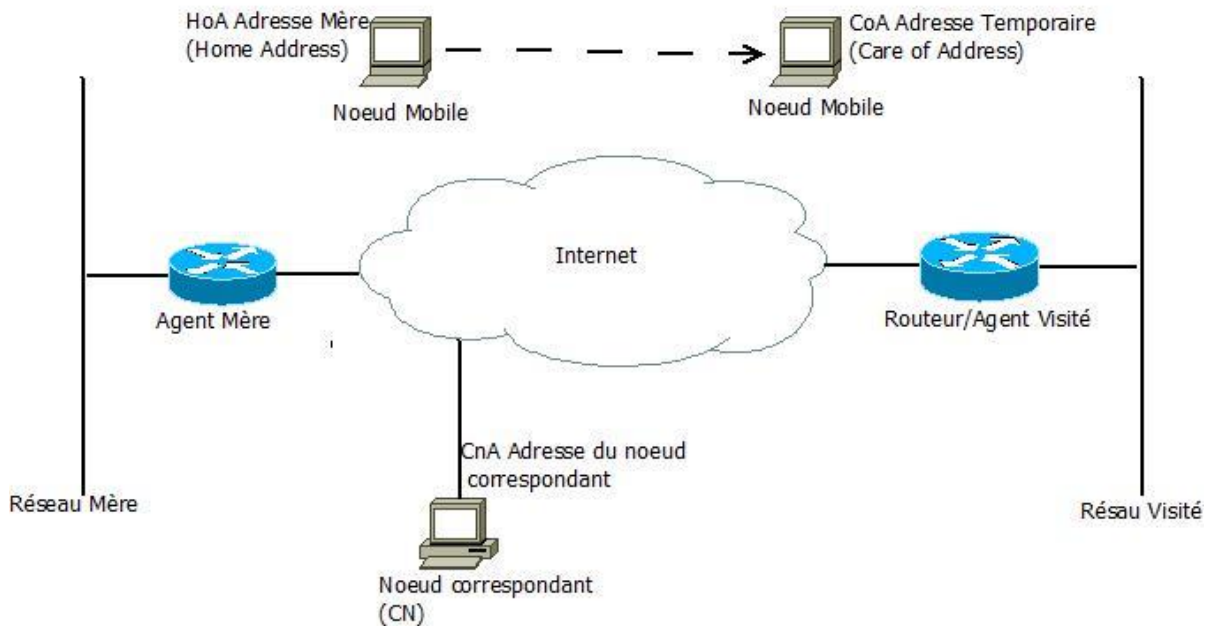 HoA Adresse Mère
(Home Address)
CoA Adresse Temporaire
(Care of Address)
Noeud Mobile
Noeud Mobile
Internet
Agent Mère
Routeur/Agent Visité
CnA Adresse du noeud
correspondant
Réseau Mère
Résau Visité
Noeud correspondant
(CN)